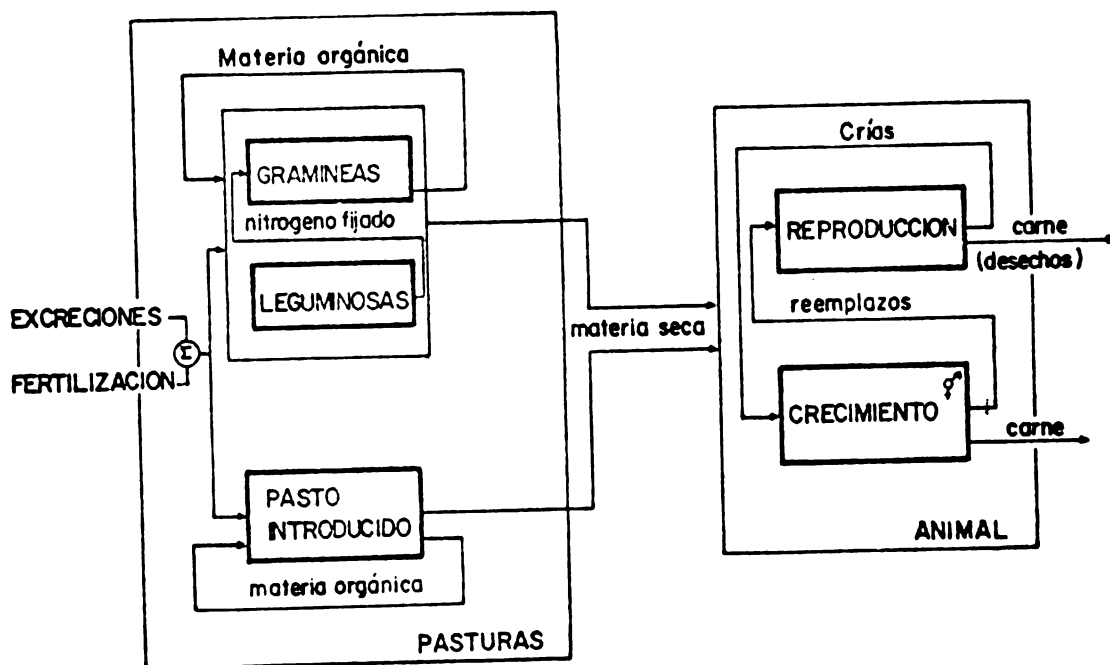 Materia orgánica
GRAMINEAS
nitrogeno fijado
LEGUMINOSAS
EXCRECIONES
Σ
FERTILIZACION
PASTO
INTRODUCIDO
materia orgánica
PASTURAS
materia seca
Crías
REPRODUCCION
carne
(desechos)
reemplazos
CRECIMIENTO
carne
ANIMAL